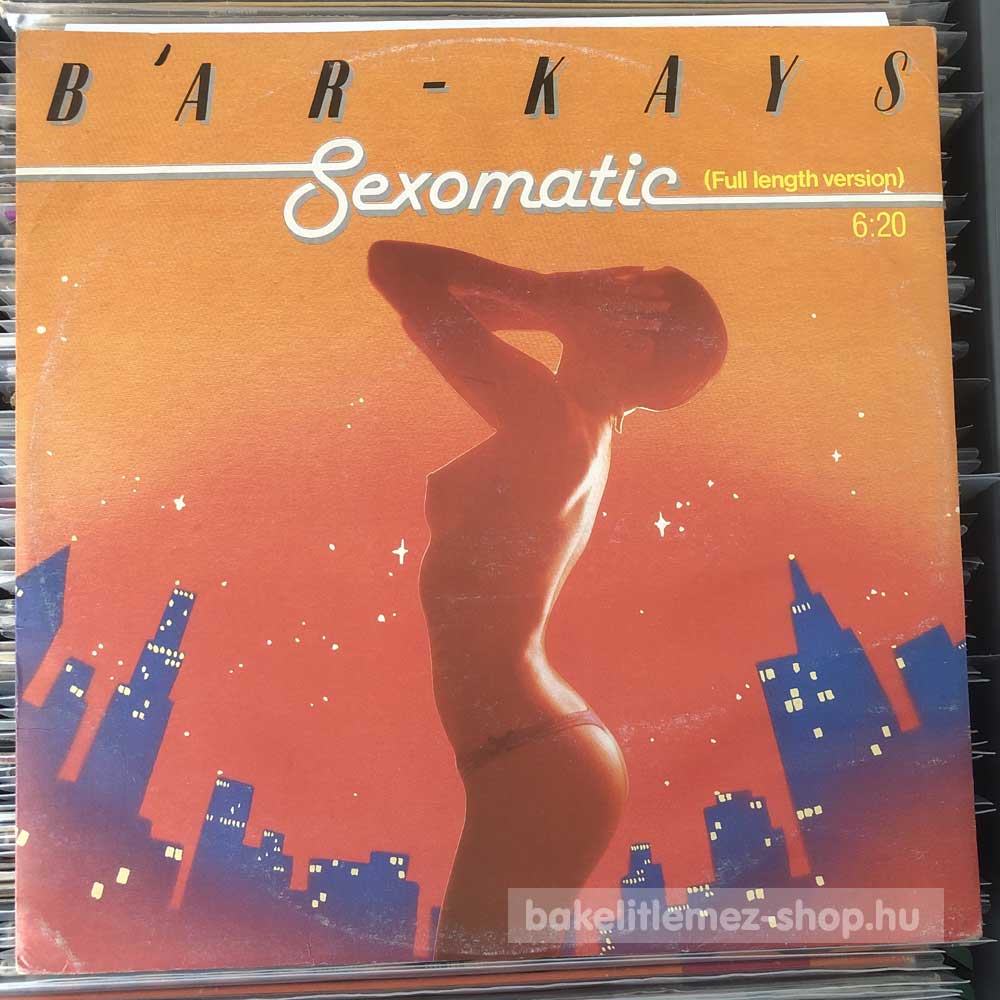 B'AR-KAYS
Sexomatic
(Full length version)
6:20
bakelitlemez-shop.hu